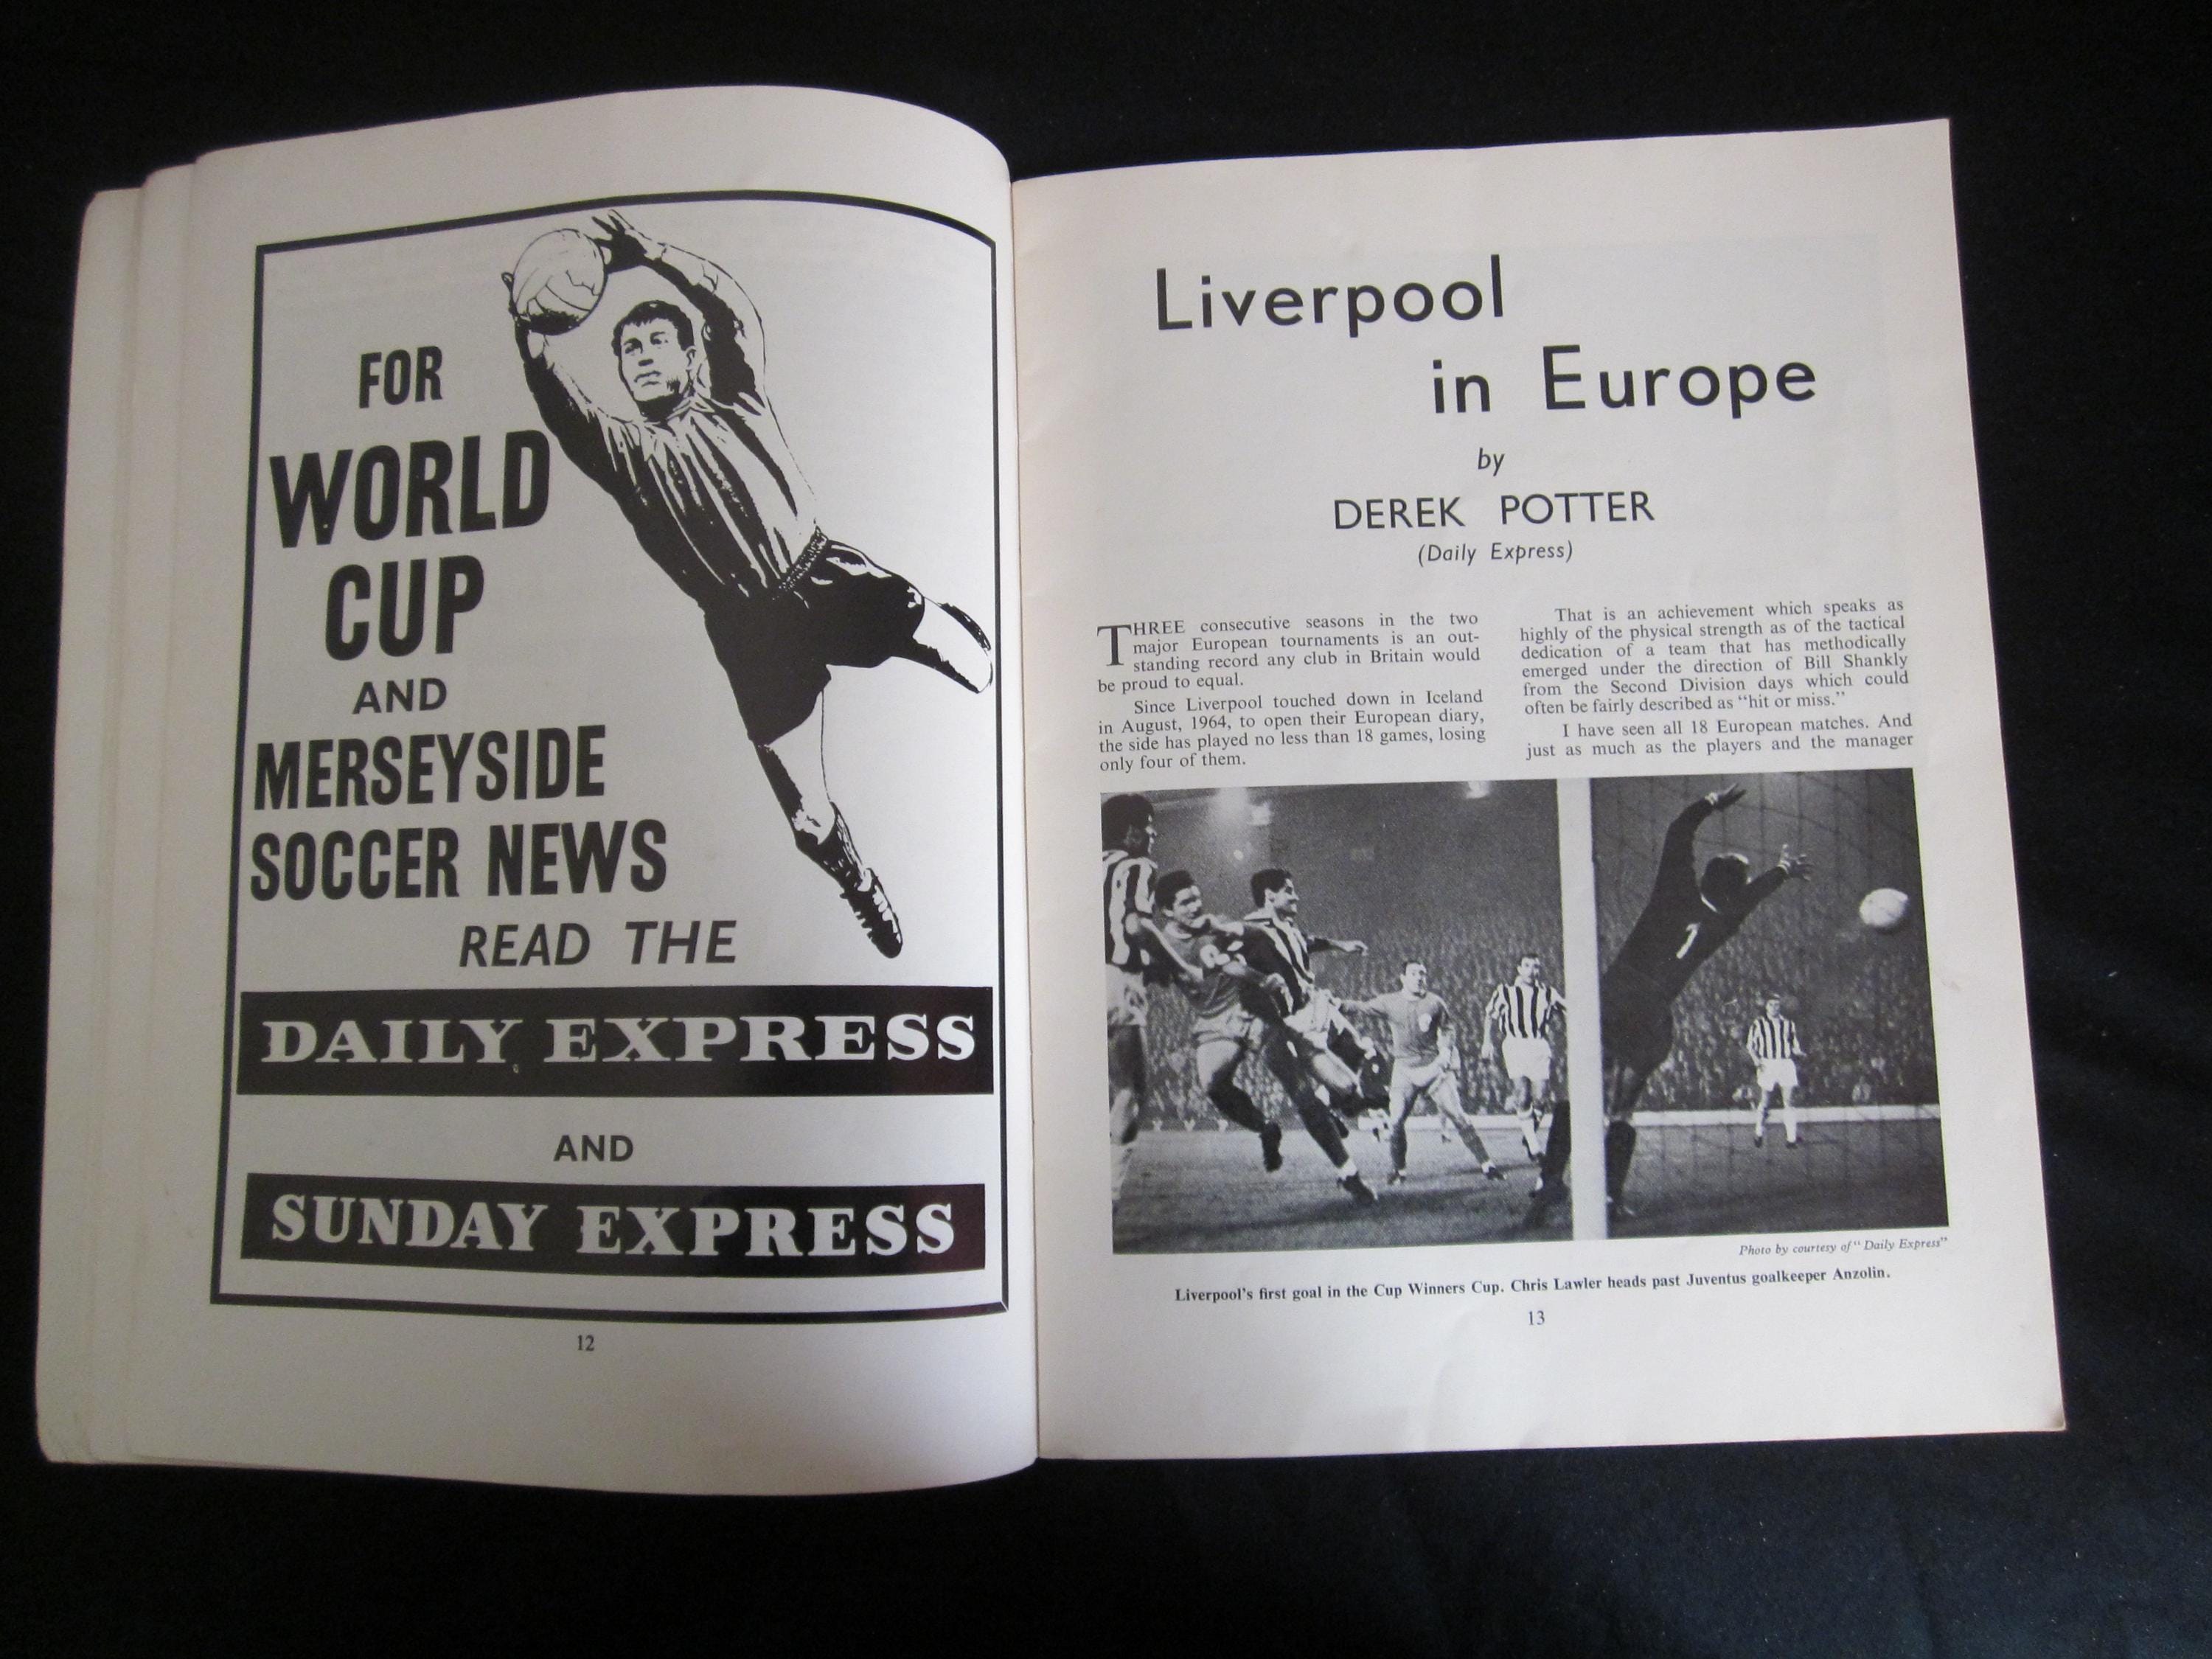 FOR
WORLD
CUP
AND
MERSEYSIDE
SOCCER NEWS
READ THE
DAILY EXPRESS
AND
SUNDAY EXPRESS
12
Liverpool
in Europe
by
DEREK POTTER
(Daily Express)
THREE consecutive seasons in the two
major European tournaments is an out-
standing record any club in Britain would
be proud to equal.
Since Liverpool touched down in Iceland
in August, 1964, to open their European diary,
the side has played no less than 18 games, losing
only four of them.
That is an achievement which speaks as
highly of the physical strength as of the tactical
dedication of a team that has methodically
emerged under the direction of Bill Shankly
from the Second Division days which could
often be fairly described as "hit or miss."
I have seen all 18 European matches. And
just as much as the players and the manager
1
Photo by courtesy of "Daily Express"
Liverpool's first goal in the Cup Winners Cup. Chris Lawler heads past Juventus goalkeeper Anzolin.
13